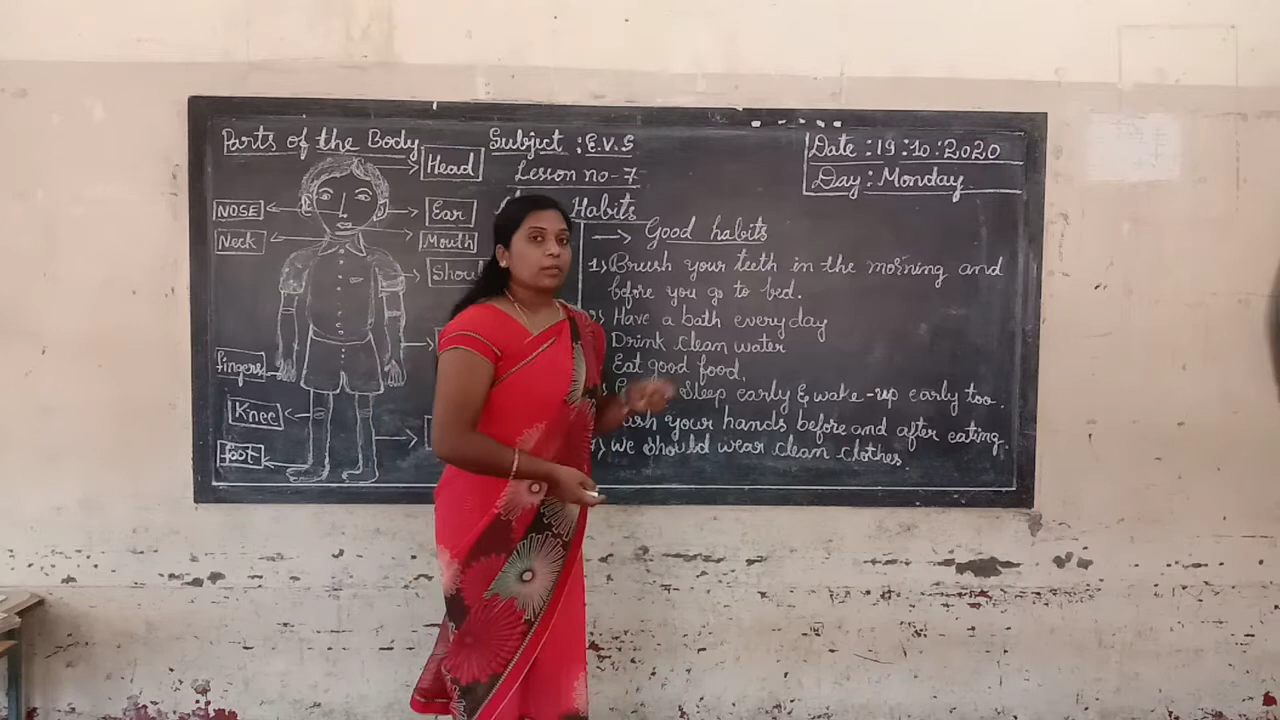 Parts of the Body
Head
NOSE
Ear
Neck
Mouth
fingers
Knee
foot
Subject : E.V.S
Lesson no-7
Habits
Date : 19 : 10 : 2020
Day : Monday
Good habits
1) Brush your teeth in the morning and
before you go to bed.
Have a bath everyday
Drink clean water
Eat good food.
sleep early & wake-up early too.
your hands before and after eating.
7) we should wear clean clothes.